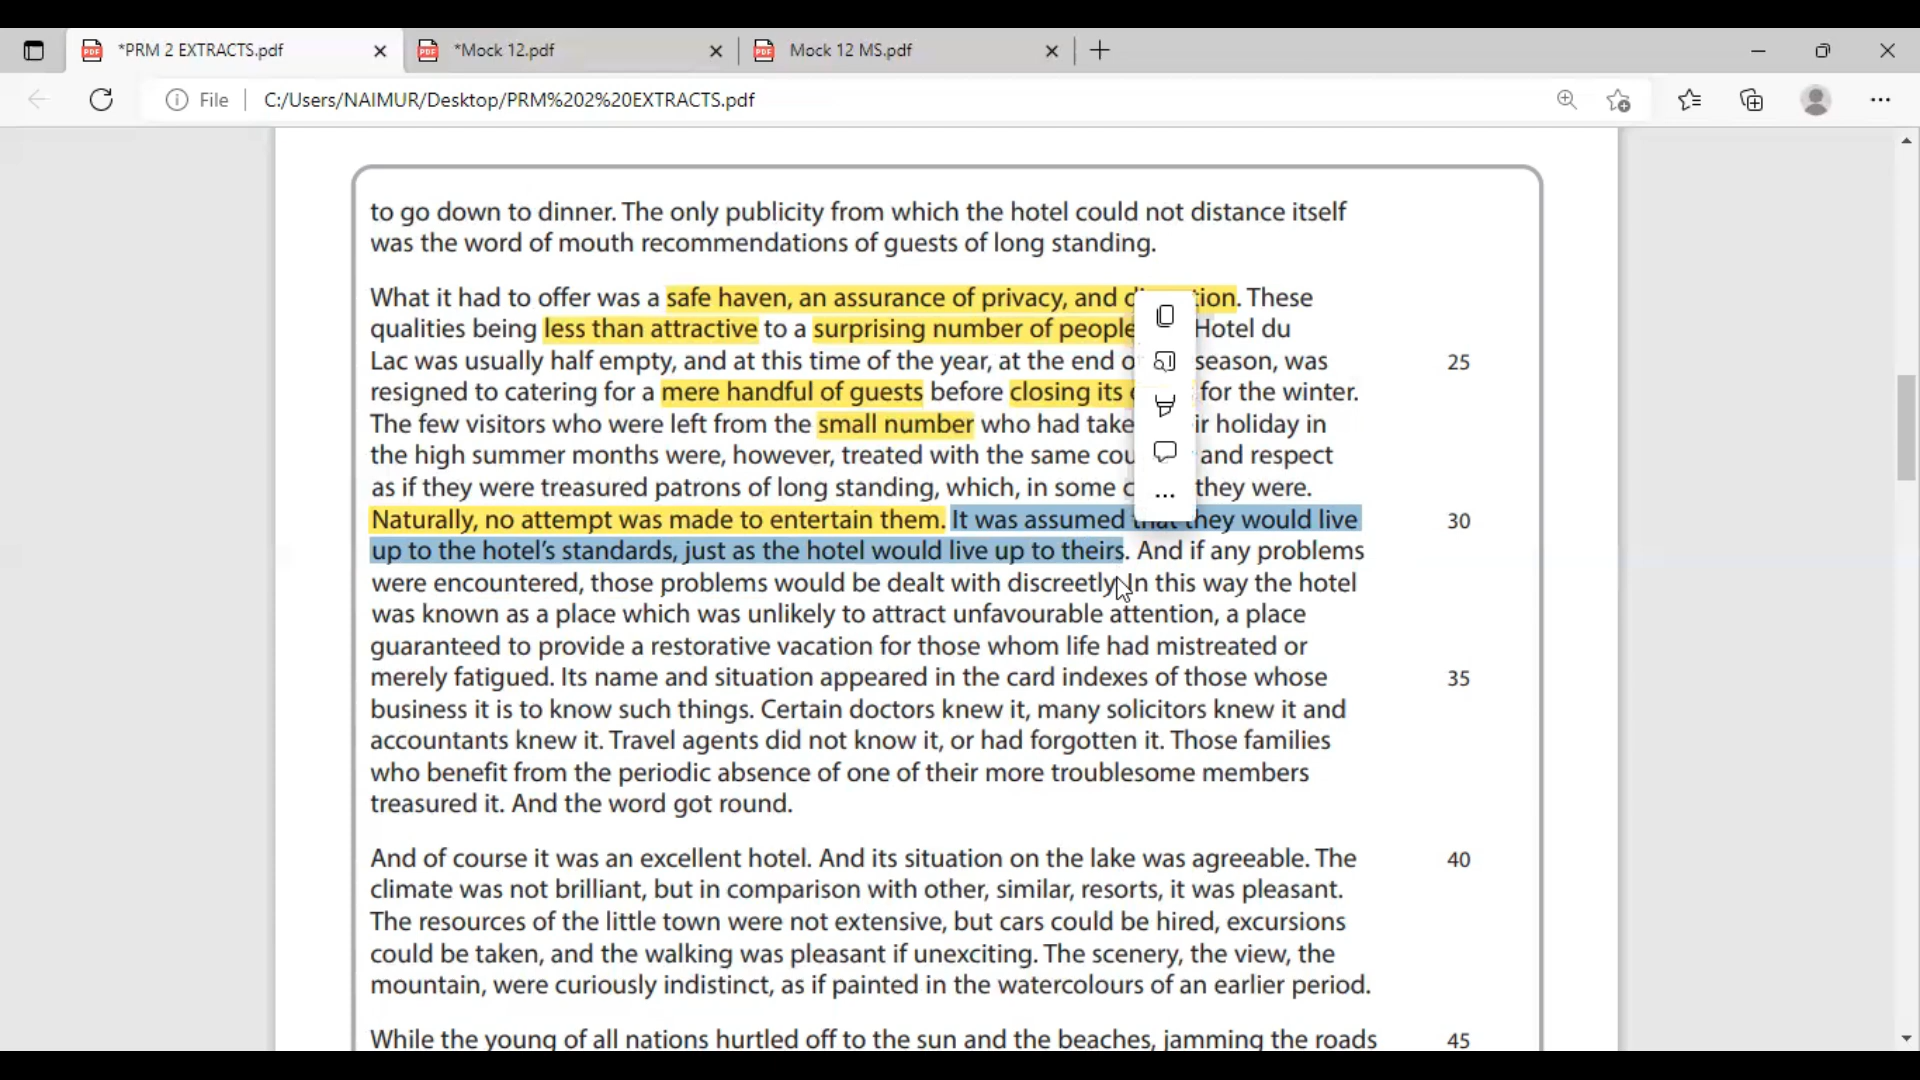 *PRM 2 EXTRACTS.pdf
*Mock 12.pdf
Mock 12 MS.pdf
File
C:/Users/NAIMUR/Desktop/PRM%202%20EXTRACTS.pdf
to go down to dinner. The only publicity from which the hotel could not distance itself
was the word of mouth recommendations of guests of long standing.
What it had to offer was a safe haven, an assurance of privacy, and d tion. These
qualities being less than attractive to a surprising number of people Hotel du
Lac was usually half empty, and at this time of the year, at the end o season, was 25
resigned to catering for a mere handful of guests before closing its for the winter.
The few visitors who were left from the small number who had take ir holiday in
the high summer months were, however, treated with the same cou and respect
as if they were treasured patrons of long standing, which, in some c they were.
Naturally, no attempt was made to entertain them. It was assumed that they would live 30
up to the hotel's standards, just as the hotel would live up to theirs. And if any problems
were encountered, those problems would be dealt with discreetly. In this way the hotel
was known as a place which was unlikely to attract unfavourable attention, a place
guaranteed to provide a restorative vacation for those whom life had mistreated or
merely fatigued. Its name and situation appeared in the card indexes of those whose 35
business it is to know such things. Certain doctors knew it, many solicitors knew it and
accountants knew it. Travel agents did not know it, or had forgotten it. Those families
who benefit from the periodic absence of one of their more troublesome members
treasured it. And the word got round.
And of course it was an excellent hotel. And its situation on the lake was agreeable. The 40
climate was not brilliant, but in comparison with other, similar, resorts, it was pleasant.
The resources of the little town were not extensive, but cars could be hired, excursions
could be taken, and the walking was pleasant if unexciting. The scenery, the view, the
mountain, were curiously indistinct, as if painted in the watercolours of an earlier period.
While the young of all nations hurtled off to the sun and the beaches, jamming the roads 45